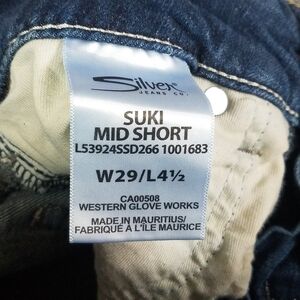 Silver
JEANS CO.
SUKI
MID SHORT
L53924SSD266 1001683
W29/L4½
CA00508
WESTERN GLOVE WORKS
MADE IN MAURITIUS/
FABRIQUÉ À L'ÎLE MAURICE